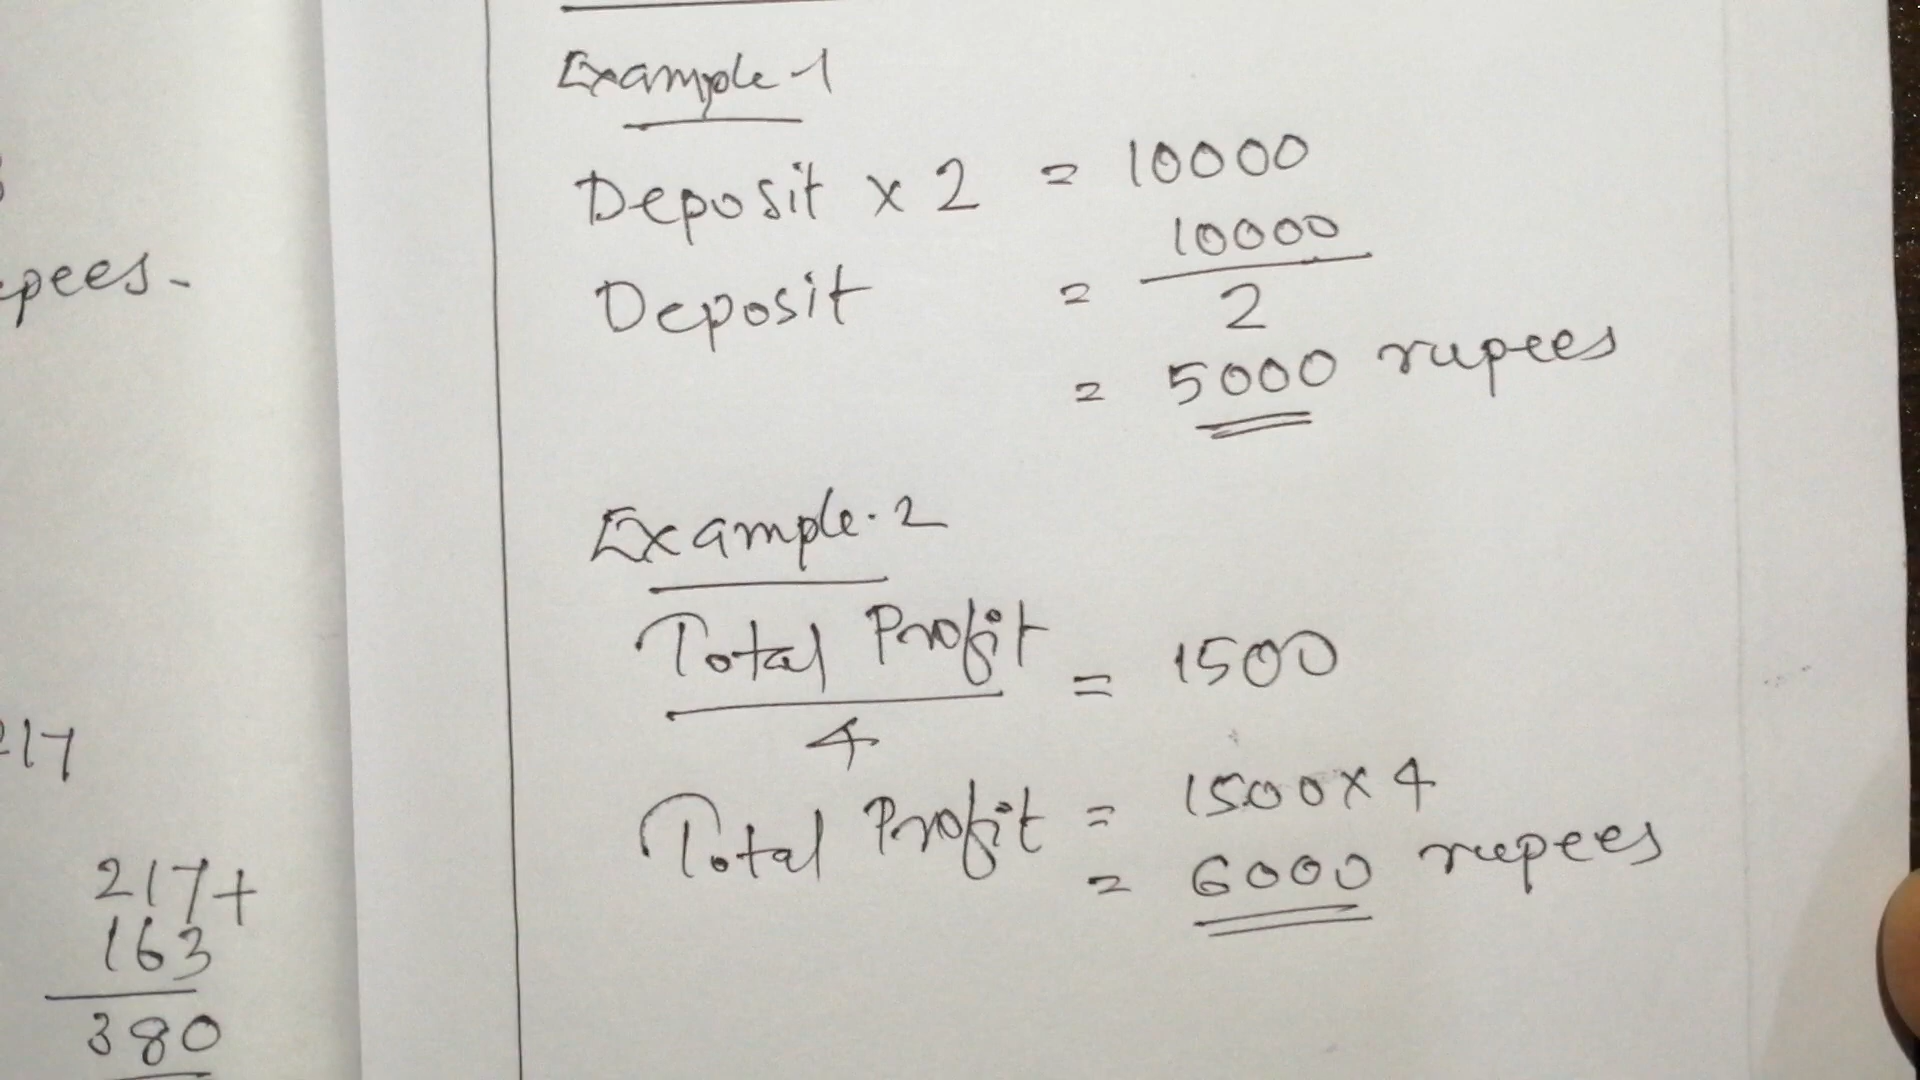 pees.
217+
163
380
Example-1
Deposit x 2 = 10000
Deposit = 10000
2
= 5000 rupees
Example.2
Total Profit = 1500
4
Total Profit = 1500x4
= 6000 rupees